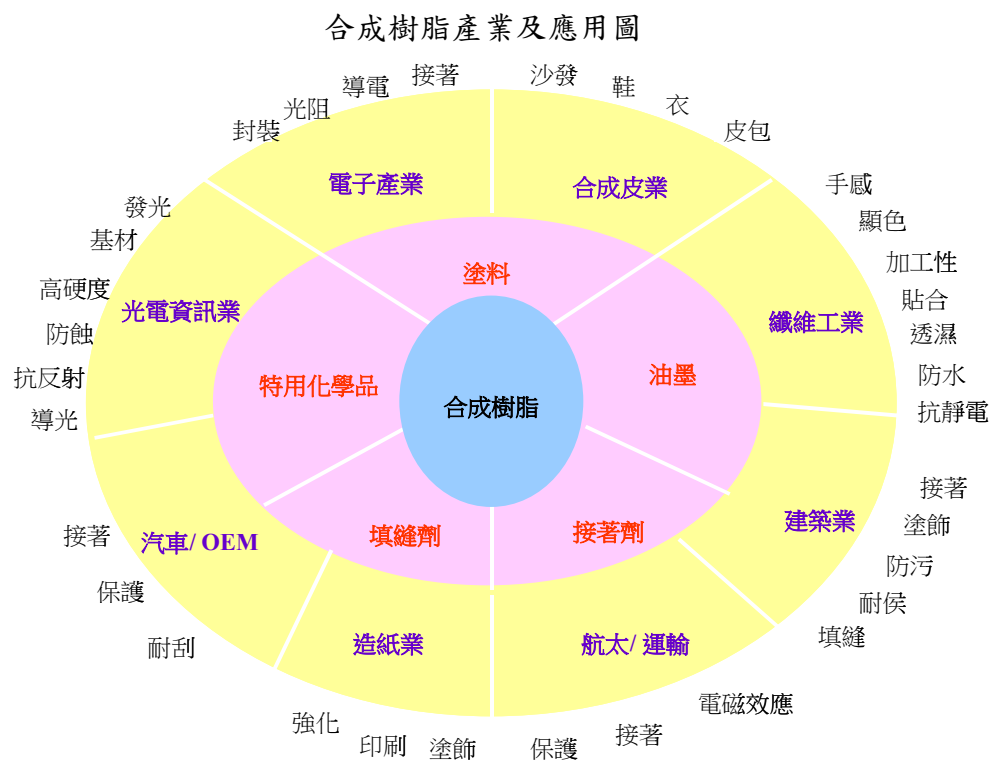 合成樹脂產業及應用圖
接著
導電
光阻
封裝
沙發
鞋
衣
皮包
電子產業
合成皮業
手感
顯色
加工性
貼合
透濕
防水
抗靜電
纖維工業
發光
基材
高硬度
防蝕
抗反射
導光
光電資訊業
塗料
特用化學品
油墨
合成樹脂
填縫劑
接著劑
建築業
接著
塗飾
防污
耐侯
填縫
汽車/ OEM
接著
保護
耐刮
造紙業
航太/ 運輸
強化
印刷
塗飾
保護
接著
電磁效應